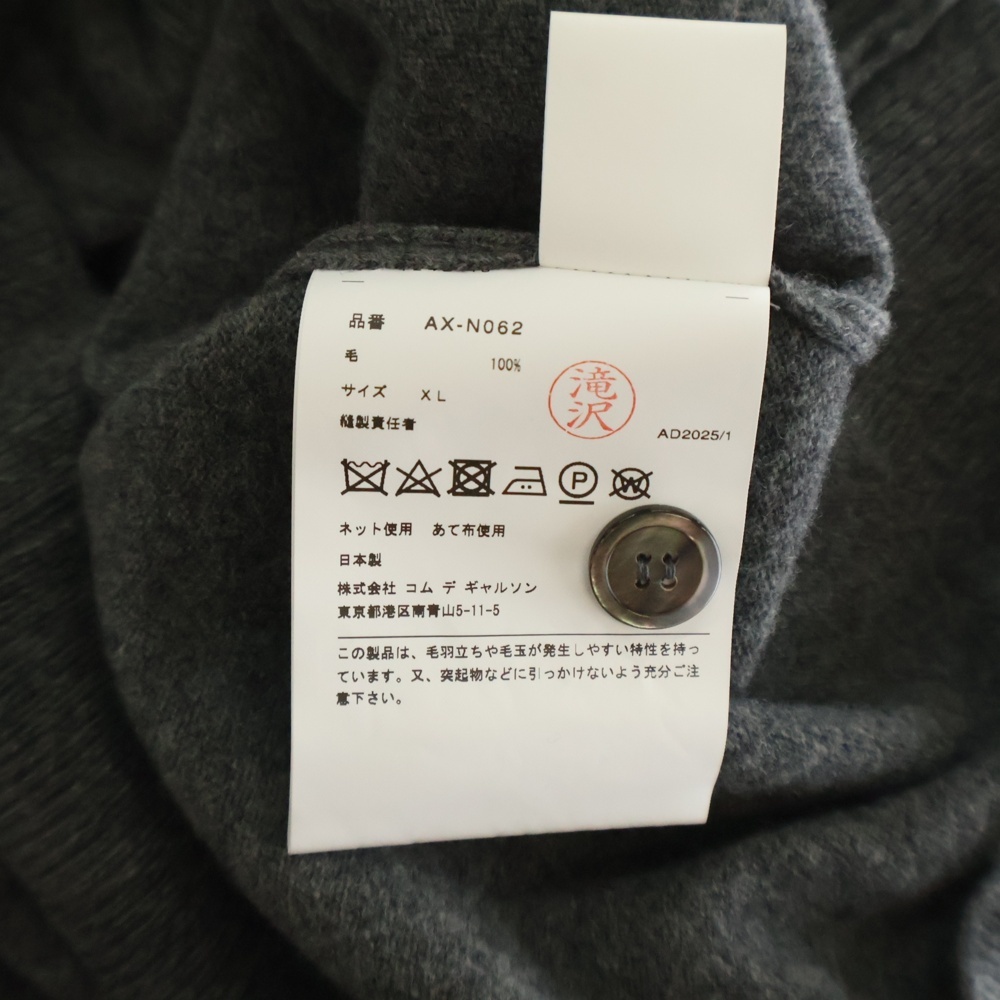 品番 AX-N062
毛 100%
サイズ XL
縫製責任者
滝沢
AD2025/1
P W
ネット使用 あて布使用
日本製
株式会社 コム デ ギャルソン
東京都港区南青山5-11-5
この製品は、毛羽立ちや毛玉が発生しやすい特性を持っ
ています。又、突起物などに引っかけないよう充分ご注
意下さい。